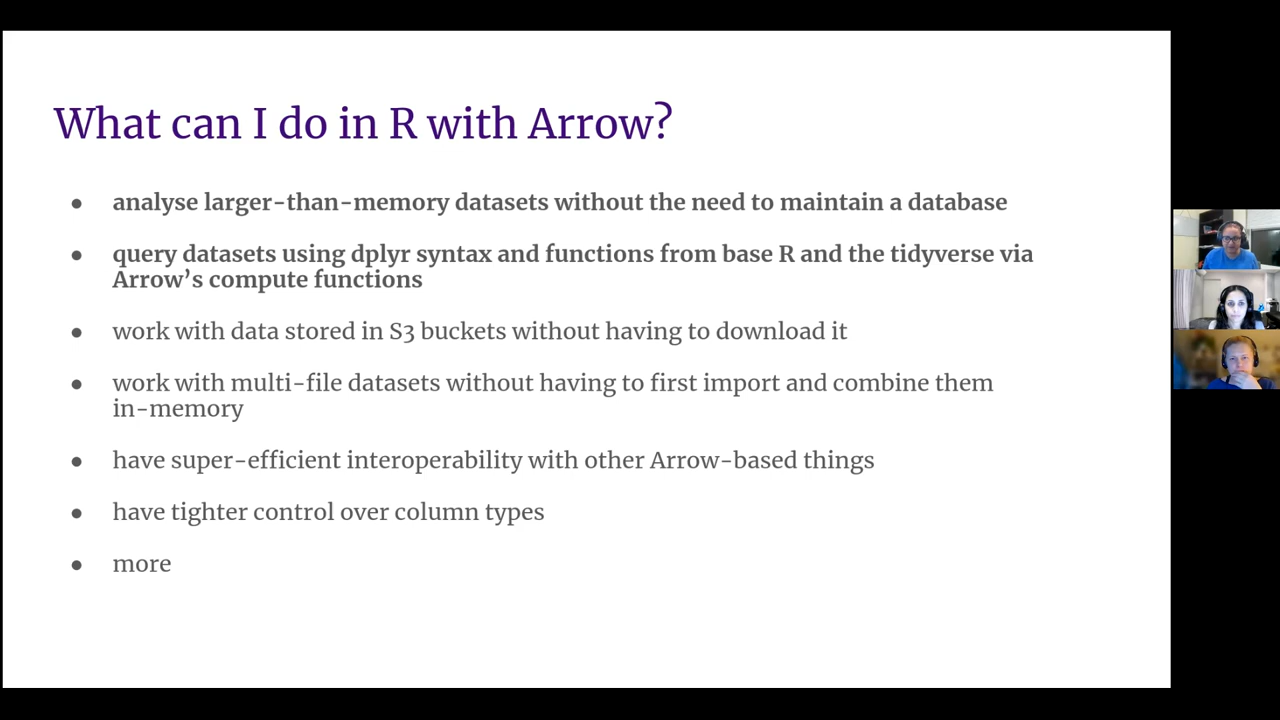 What can I do in R with Arrow?
● analyse larger-than-memory datasets without the need to maintain a database
● query datasets using dplyr syntax and functions from base R and the tidyverse via
Arrow’s compute functions
● work with data stored in S3 buckets without having to download it
● work with multi-file datasets without having to first import and combine them
in-memory
● have super-efficient interoperability with other Arrow-based things
● have tighter control over column types
● more